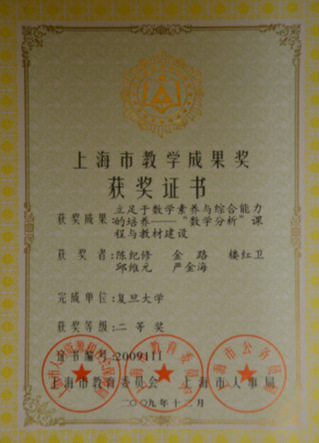 上海市教学成果奖
获奖证书
获奖成果:立足于数学素养与综合能力
的培养——“数学分析”课
程与教材建设
获奖者:陈纪修 金路 楼红卫
邱维元 严金海
完成单位:复旦大学
获奖等级:二等奖
证书编号:2009111
上海市教育委员会 上海市人事局
二〇〇九年十二月